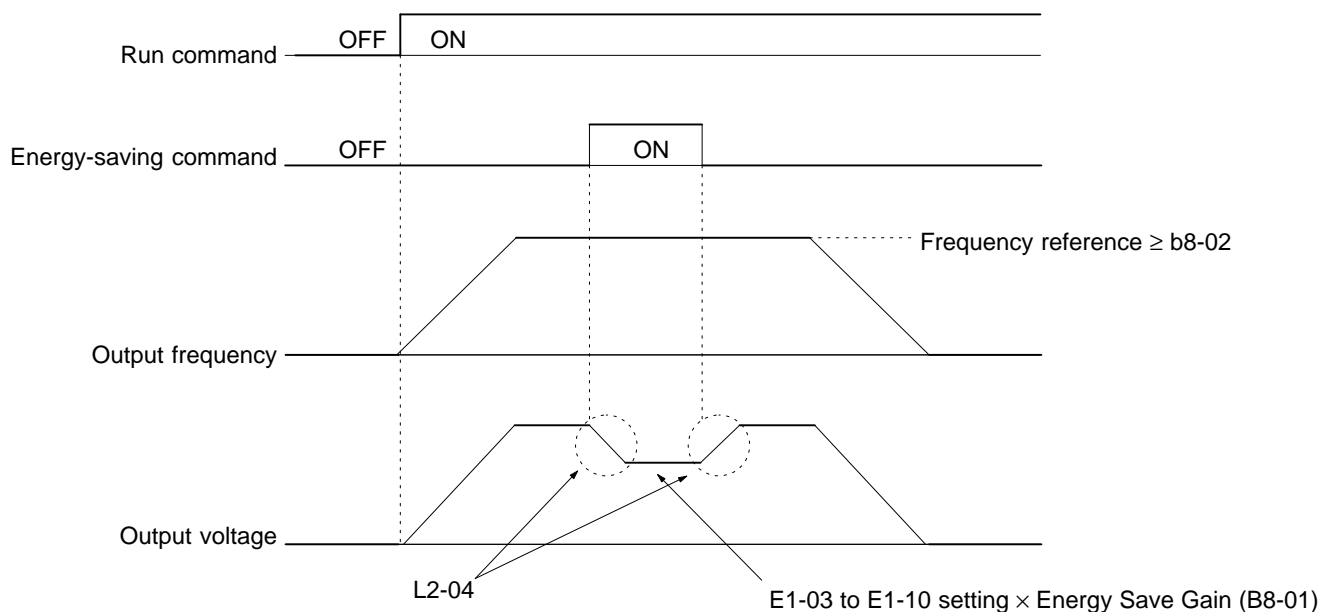 Run command
OFF
ON
Energy-saving command
OFF
ON
Frequency reference ≥ b8-02
Output frequency
Output voltage
L2-04
E1-03 to E1-10 setting × Energy Save Gain (B8-01)